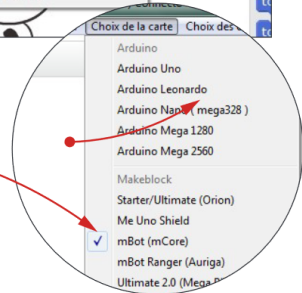 Choix de la carte Choix des
Arduino
Arduino Uno
Arduino Leonardo
Arduino Nano ( mega328 )
Arduino Mega 1280
Arduino Mega 2560
Makeblock
Starter/Ultimate (Orion)
Me Uno Shield
mBot (mCore)
mBot Ranger (Auriga)
Ultimate 2.0 (Mega